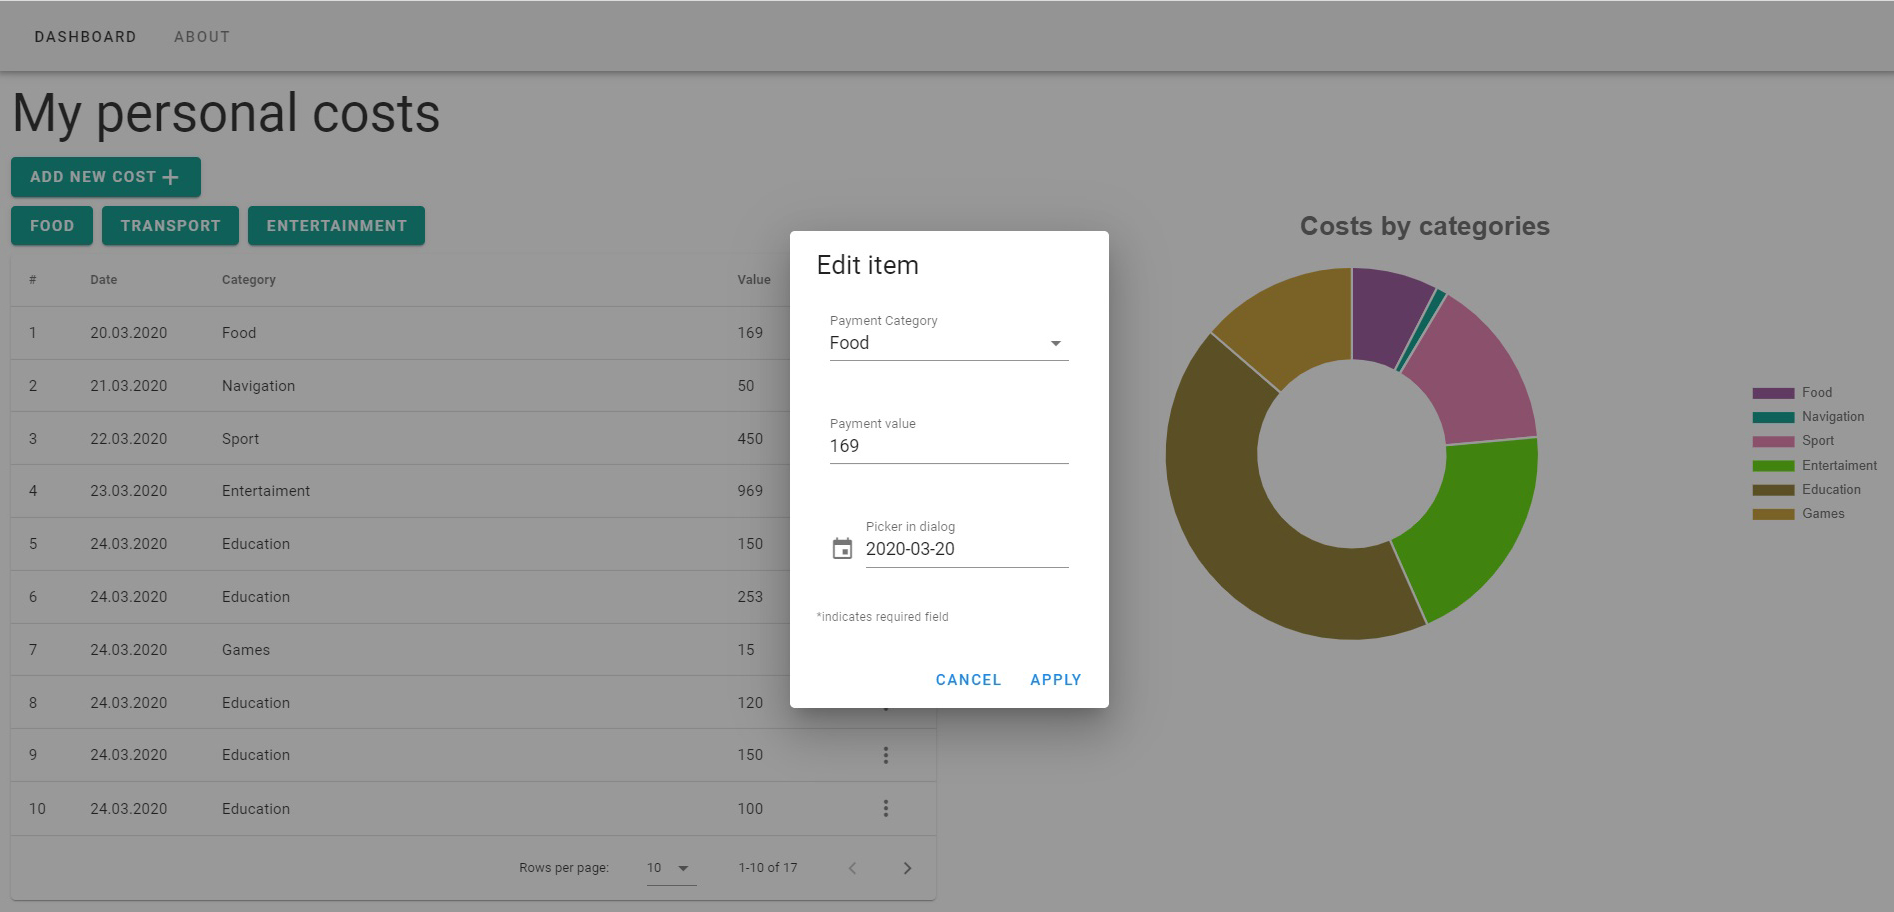 DASHBOARD ABOUT
My personal costs
ADD NEW COST
FOOD TRANSPORT ENTERTAINMENT
# Date Category Value
1 20.03.2020 Food 169
2 21.03.2020 Navigation 50
3 22.03.2020 Sport 450
4 23.03.2020 Entertaiment 969
5 24.03.2020 Education 150
6 24.03.2020 Education 253
7 24.03.2020 Games 15
8 24.03.2020 Education 120
9 24.03.2020 Education 150
10 24.03.2020 Education 100
Rows per page: 10 1-10 of 17
Edit item
Payment Category
Food
Payment value
169
Picker in dialog
2020-03-20
*indicates required field
CANCEL APPLY
Costs by categories
Food
Navigation
Sport
Entertaiment
Education
Games